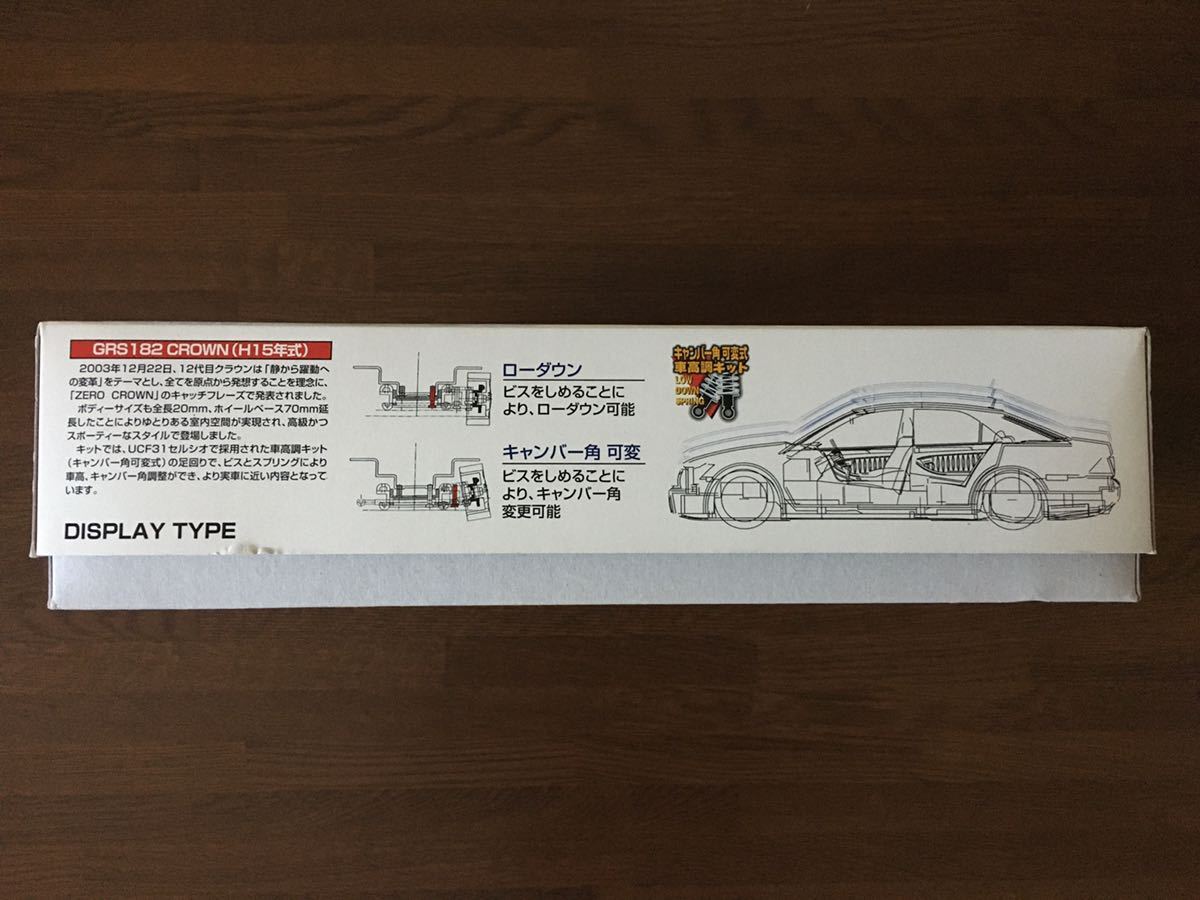 GRS182 CROWN(H15年式)
2003年12月22日、12代目クラウンは「静から躍動へ
の変革」をテーマとし、全てを原点から発想することを理念に、
「ZERO CROWN」のキャッチフレーズで発表されました。
ボディーサイズも全長20mm、ホイールベース70mm延
長したことによりゆとりある室内空間が実現され、高級かつ
スポーティーなスタイルで登場しました。
キットでは、UCF31セルシオで採用された車高調キット
(キャンバー角可変式)の足回りで、ビスとスプリングにより
車高、キャンバー角調整ができ、より実車に近い内容となって
います。
DISPLAY TYPE
ローダウン
ビスをしめることに
より、ローダウン可能
キャンバー角 可変
ビスをしめることに
より、キャンバー角
変更可能
キャンバー角 可変式
車高調キット
LOW
DOWN
SPRING